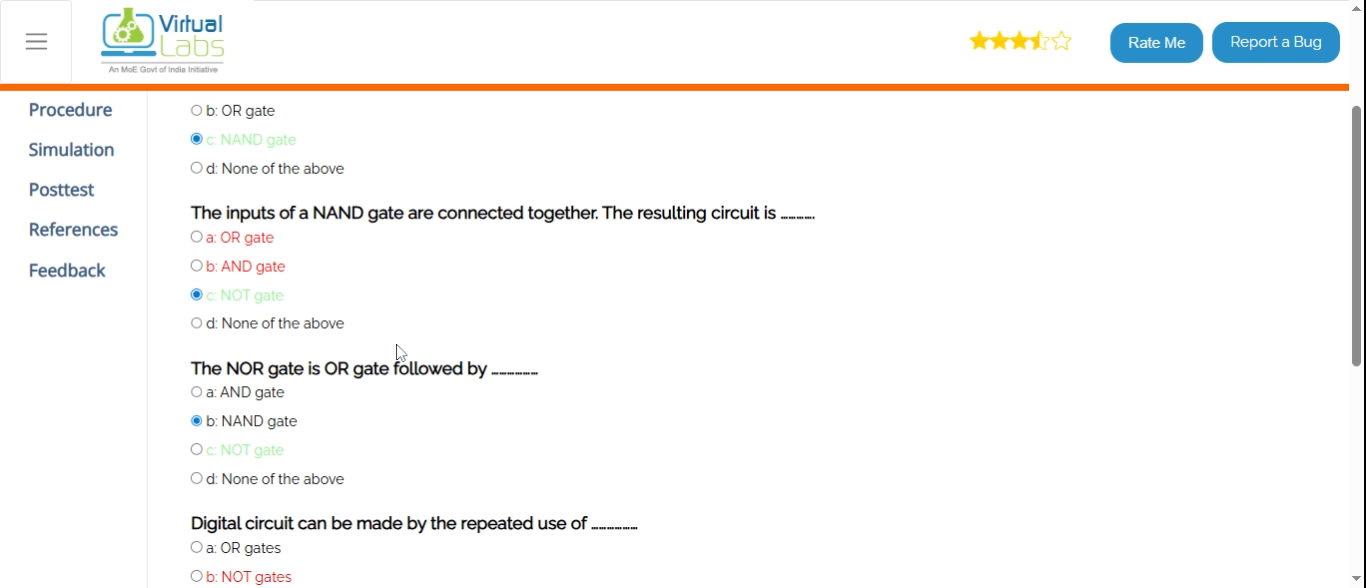 Virtual
Labs
An MoE Govt of India Initiative
Rate Me
Report a Bug
Procedure
Simulation
Posttest
References
Feedback
b: OR gate
c: NAND gate
d: None of the above
The inputs of a NAND gate are connected together. The resulting circuit is ............
a: OR gate
b: AND gate
c: NOT gate
d: None of the above
The NOR gate is OR gate followed by ................
a: AND gate
b: NAND gate
c: NOT gate
d: None of the above
Digital circuit can be made by the repeated use of ................
a: OR gates
b: NOT gates